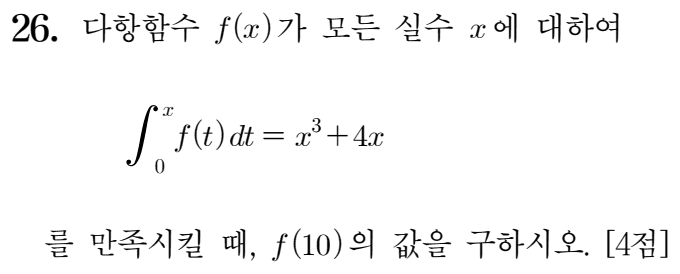 26. 다항함수 f(x)가 모든 실수 x에 대하여
∫₀ˣ f(t)dt = x³+4x
를 만족시킬 때, f(10)의 값을 구하시오. [4점]